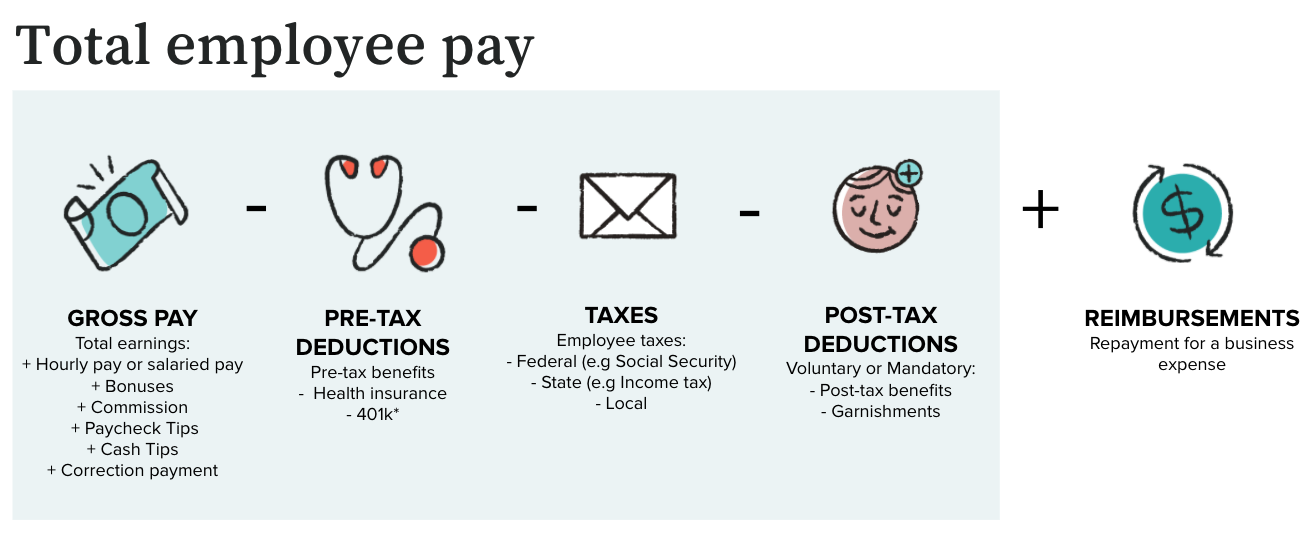 Total employee pay
-
-
-
+
$
+
GROSS PAY
Total earnings:
+ Hourly pay or salaried pay
+ Bonuses
+ Commission
+ Paycheck Tips
+ Cash Tips
+ Correction payment
PRE-TAX
DEDUCTIONS
Pre-tax benefits
- Health insurance
- 401k*
TAXES
Employee taxes:
- Federal (e.g Social Security)
- State (e.g Income tax)
- Local
POST-TAX
DEDUCTIONS
Voluntary or Mandatory:
- Post-tax benefits
- Garnishments
REIMBURSEMENTS
Repayment for a business
expense